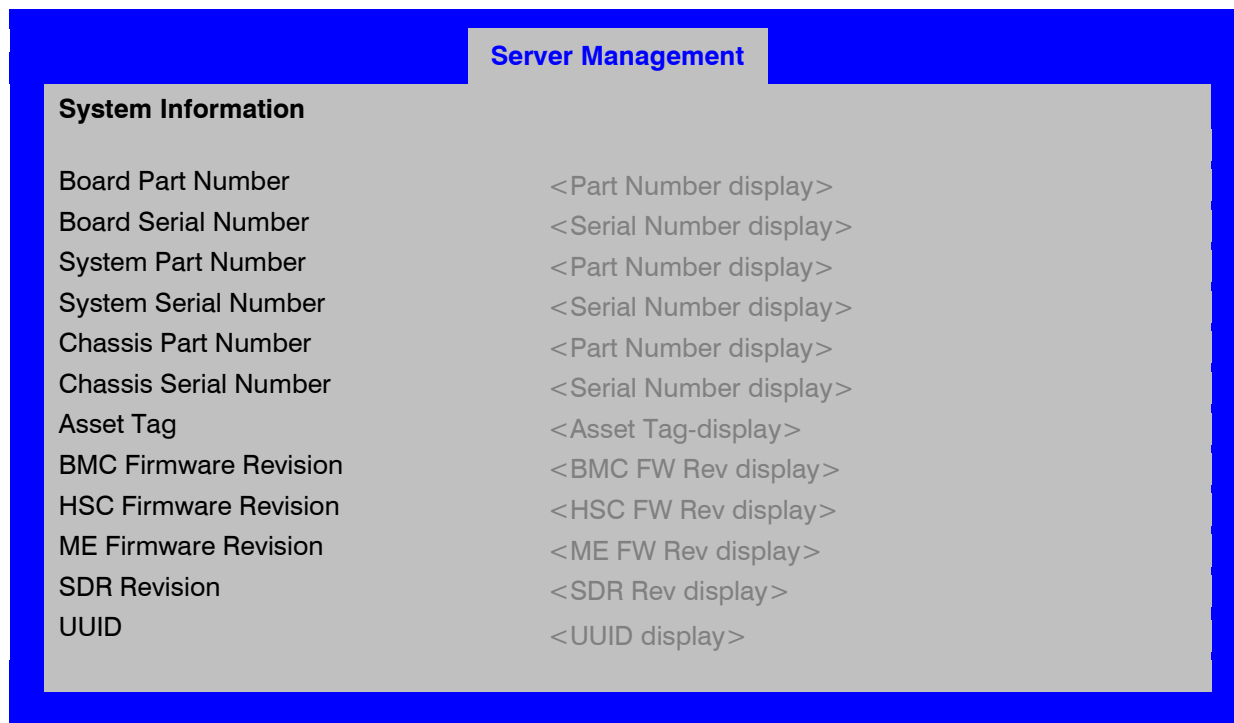 Server Management
System Information
Board Part Number <Part Number display>
Board Serial Number <Serial Number display>
System Part Number <Part Number display>
System Serial Number <Serial Number display>
Chassis Part Number <Part Number display>
Chassis Serial Number <Serial Number display>
Asset Tag <Asset Tag-display>
BMC Firmware Revision <BMC FW Rev display>
HSC Firmware Revision <HSC FW Rev display>
ME Firmware Revision <ME FW Rev display>
SDR Revision <SDR Rev display>
UUID <UUID display>